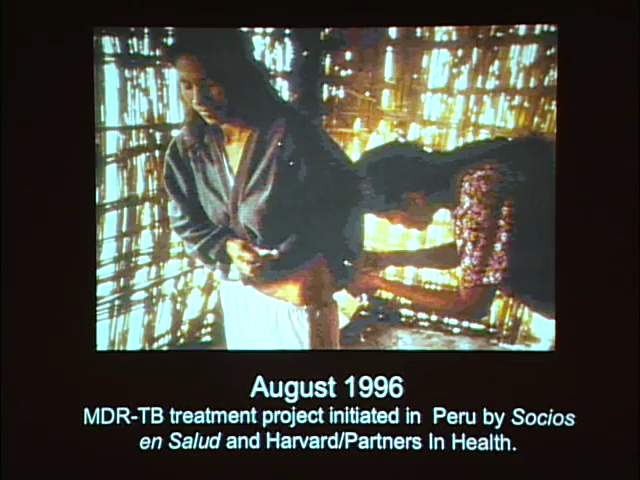 August 1996
MDR-TB treatment project initiated in Peru by Socios
en Salud and Harvard/Partners In Health.